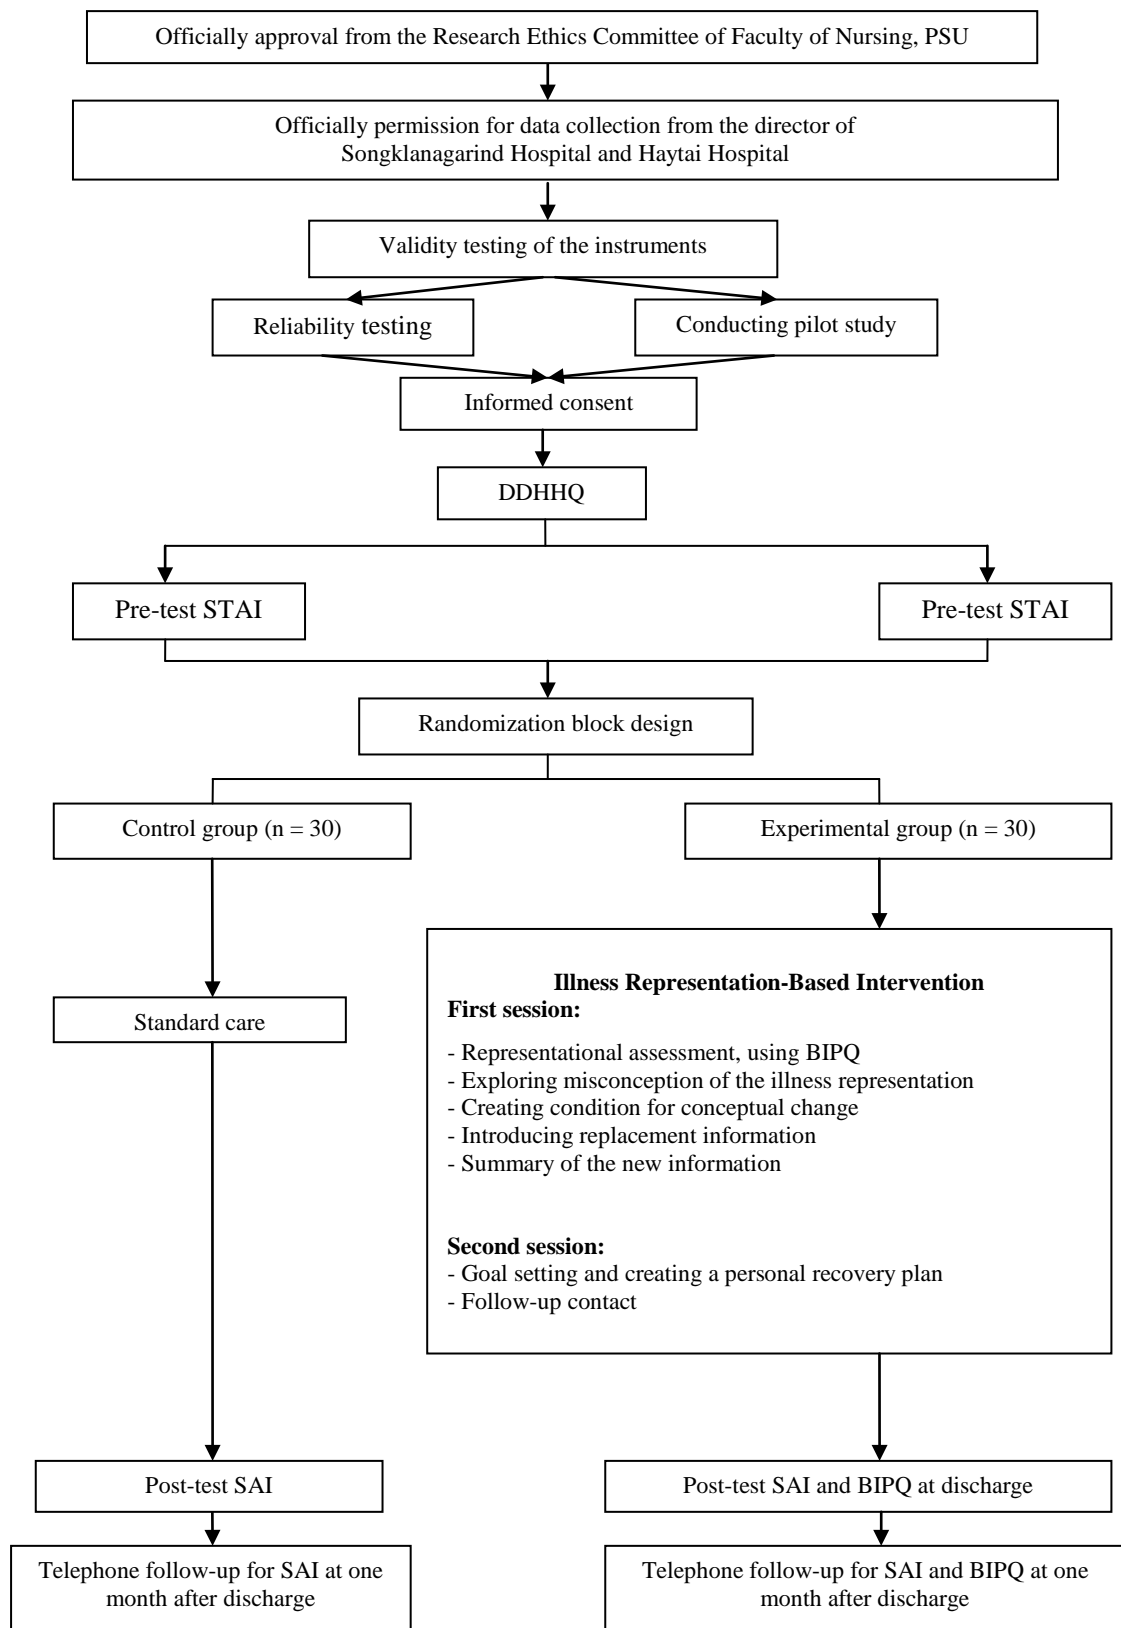 Officially approval from the Research Ethics Committee of Faculty of Nursing, PSU
Officially permission for data collection from the director of
Songklanagarind Hospital and Haytai Hospital
Validity testing of the instruments
Reliability testing
Conducting pilot study
Informed consent
DDHHQ
Pre-test STAI
Pre-test STAI
Randomization block design
Control group (n = 30)
Experimental group (n = 30)
Standard care
Illness Representation-Based Intervention
First session:
- Representational assessment, using BIPQ
- Exploring misconception of the illness representation
- Creating condition for conceptual change
- Introducing replacement information
- Summary of the new information
Second session:
- Goal setting and creating a personal recovery plan
- Follow-up contact
Post-test SAI
Post-test SAI and BIPQ at discharge
Telephone follow-up for SAI at one
month after discharge
Telephone follow-up for SAI and BIPQ at one
month after discharge